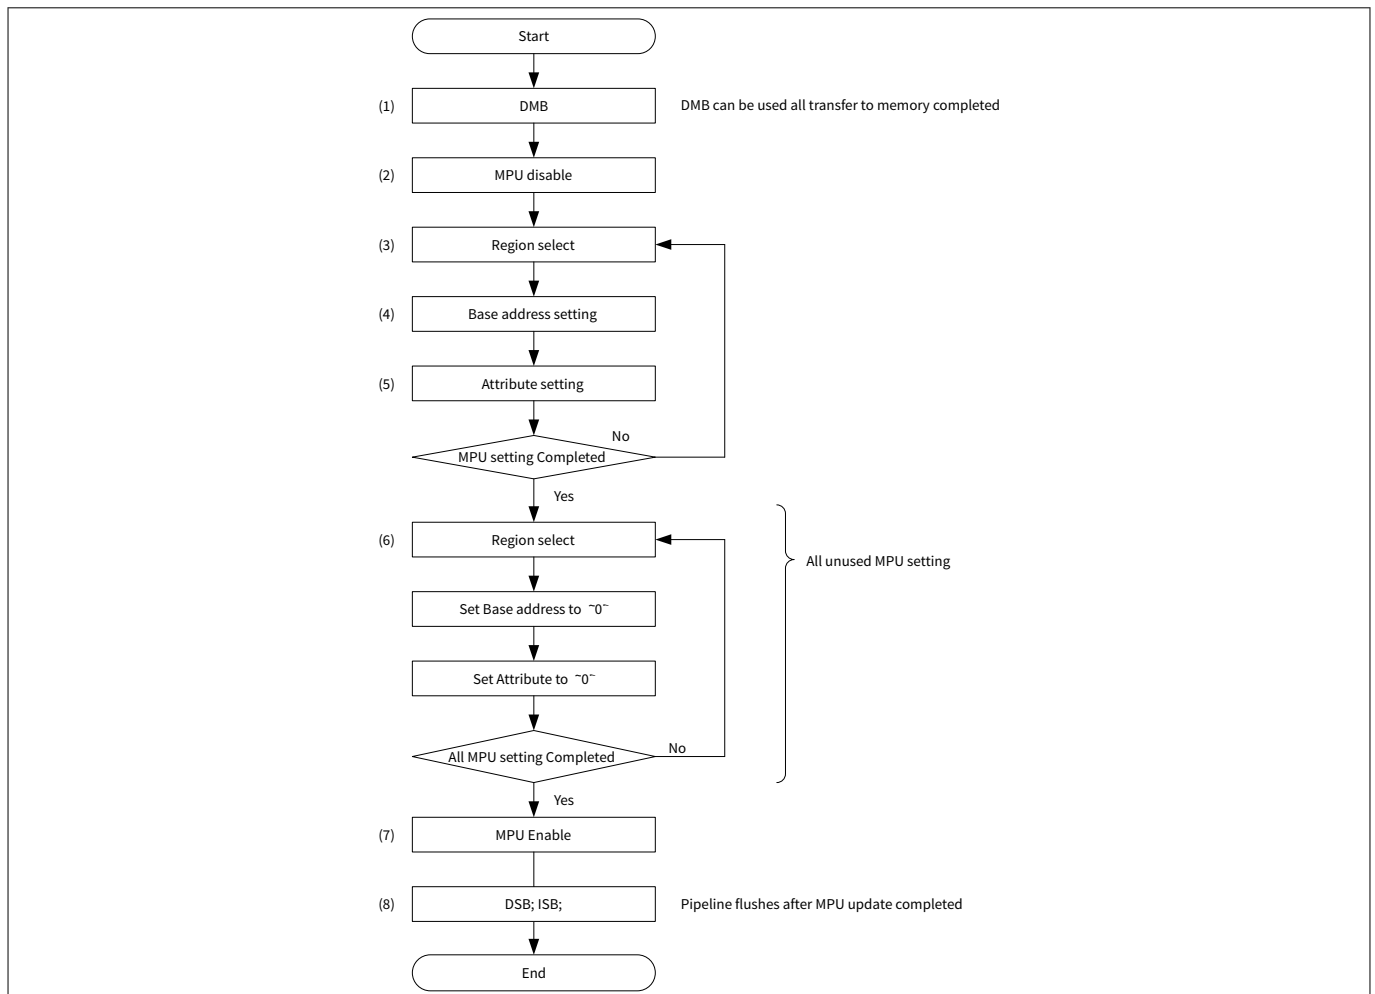 Start
(1) DMB DMB can be used all transfer to memory completed
(2) MPU disable
(3) Region select
(4) Base address setting
(5) Attribute setting
No
MPU setting Completed
Yes
(6) Region select
All unused MPU setting
Set Base address to ~0~
Set Attribute to ~0~
No
All MPU setting Completed
Yes
(7) MPU Enable
(8) DSB; ISB; Pipeline flushes after MPU update completed
End